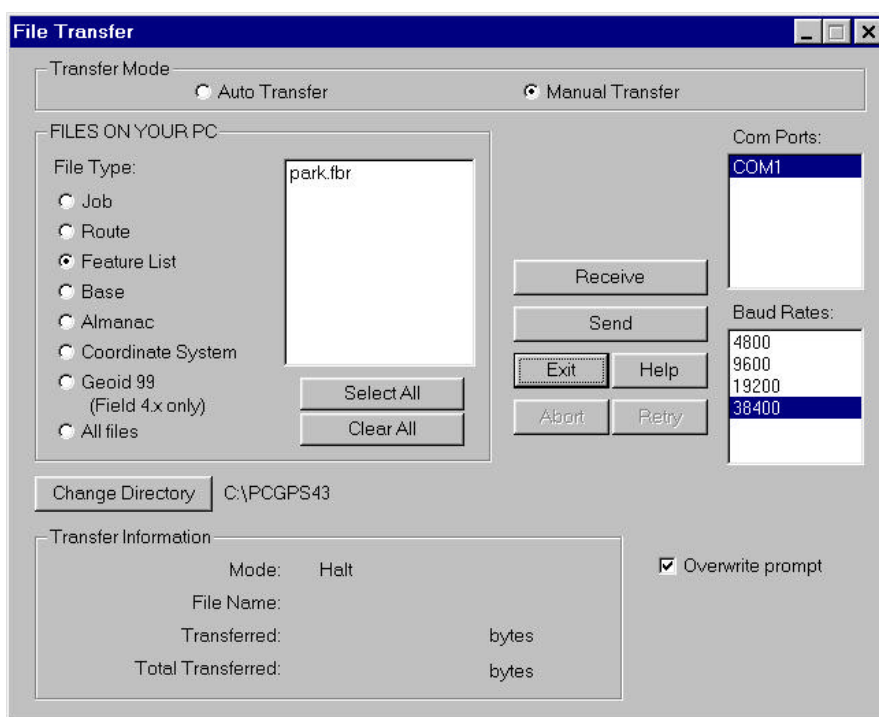 File Transfer
Transfer Mode
Auto Transfer
Manual Transfer
FILES ON YOUR PC
File Type:
Job
Route
Feature List
Base
Almanac
Coordinate System
Geoid 99
(Field 4.x only)
All files
park.fbr
Select All
Clear All
Receive
Send
Exit
Help
Abort
Retry
Com Ports:
COM1
Baud Rates:
4800
9600
19200
38400
Change Directory
C:\PCGPS43
Transfer Information
Mode: Halt
File Name:
Transferred: bytes
Total Transferred: bytes
Overwrite prompt